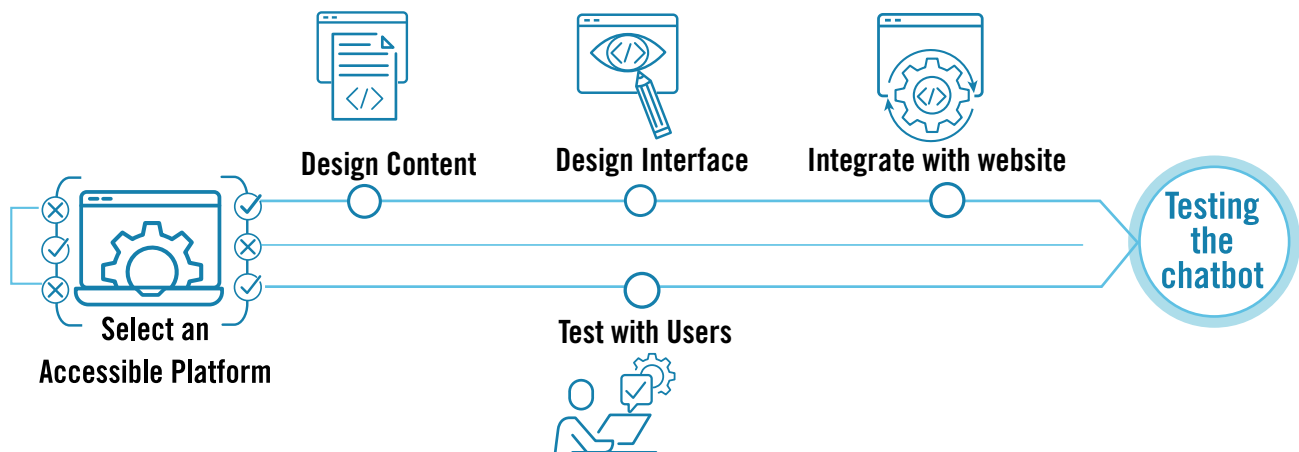 Design Content
Design Interface
Integrate with website
Select an
Accessible Platform
Test with Users
Testing
the
chatbot